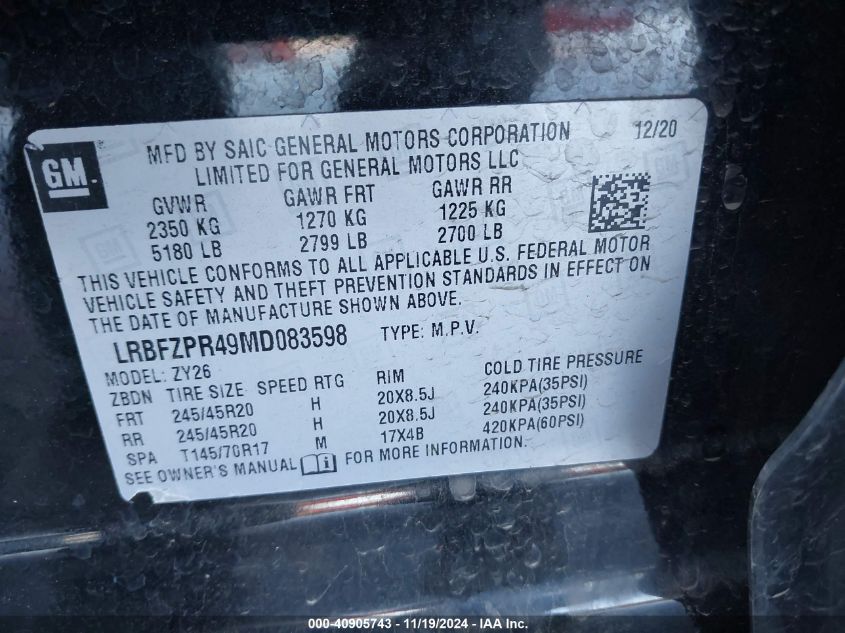 GM
MFD BY SAIC GENERAL MOTORS CORPORATION 12/20
LIMITED FOR GENERAL MOTORS LLC
GVWR GAWR FRT GAWR RR
2350 KG 1270 KG 1225 KG
5180 LB 2799 LB 2700 LB
THIS VEHICLE CONFORMS TO ALL APPLICABLE U.S. FEDERAL MOTOR
VEHICLE SAFETY AND THEFT PREVENTION STANDARDS IN EFFECT ON
THE DATE OF MANUFACTURE SHOWN ABOVE.
LRBFZPR49MD083598 TYPE: M.P.V.
MODEL: ZY26
ZBDN TIRE SIZE SPEED RTG RIM COLD TIRE PRESSURE
FRT 245/45R20 H 20X8.5J 240KPA(35PSI)
RR 245/45R20 H 20X8.5J 240KPA(35PSI)
SPA T145/70R17 M 17X4B 420KPA(60PSI)
SEE OWNER'S MANUAL FOR MORE INFORMATION.
000-40905743 - 11/19/2024 - IAA Inc.